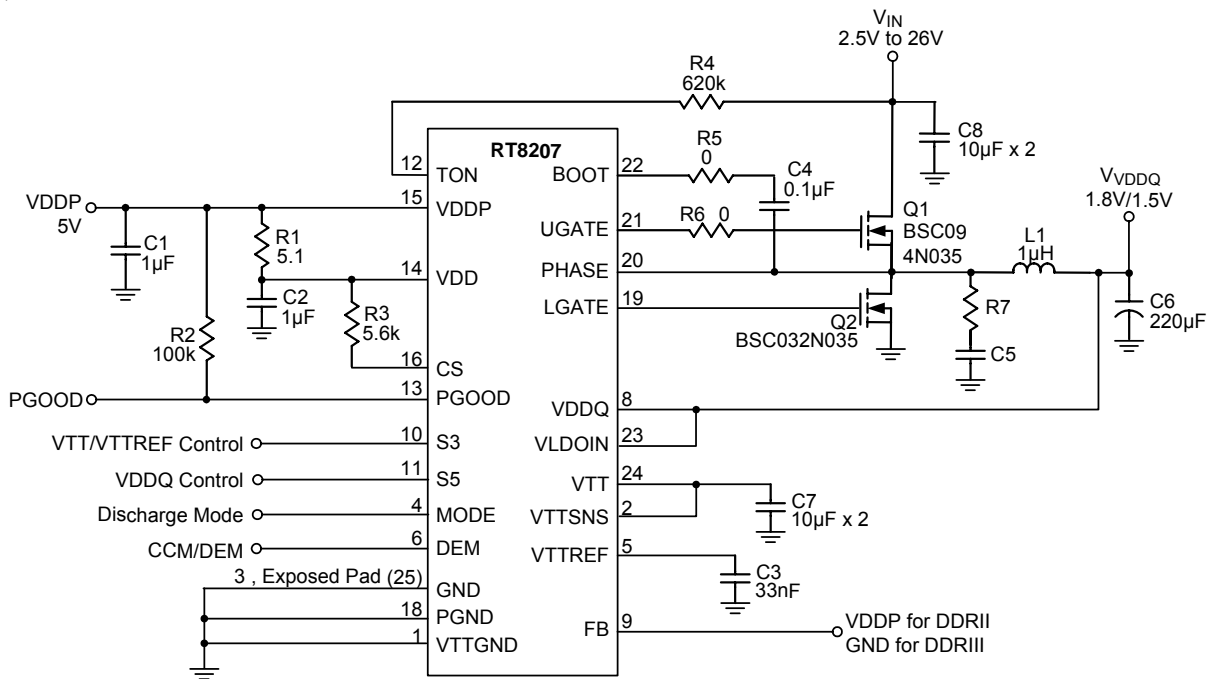 VIN
2.5V to 26V
R4
620k
C8
10µF x 2
RT8207
12
TON
15
VDDP
VDDP
5V
C1
1µF
R1
5.1
14
VDD
C2
1µF
R3
5.6k
R2
100k
16
CS
13
PGOOD
PGOOD
VTT/VTTREF Control
10
S3
VDDQ Control
11
S5
Discharge Mode
4
MODE
CCM/DEM
6
DEM
3 , Exposed Pad (25)
GND
18
PGND
1
VTTGND
BOOT
22
R5
0
C4
0.1µF
UGATE
21
R6 0
Q1
BSC09
4N035
PHASE
20
LGATE
19
Q2
BSC032N035
L1
1µH
VVDDQ
1.8V/1.5V
R7
C5
C6
220µF
VDDQ
8
VLDOIN
23
VTT
24
VTTSNS
2
C7
10µF x 2
VTTREF
5
C3
33nF
FB
9
VDDP for DDRII
GND for DDRIII